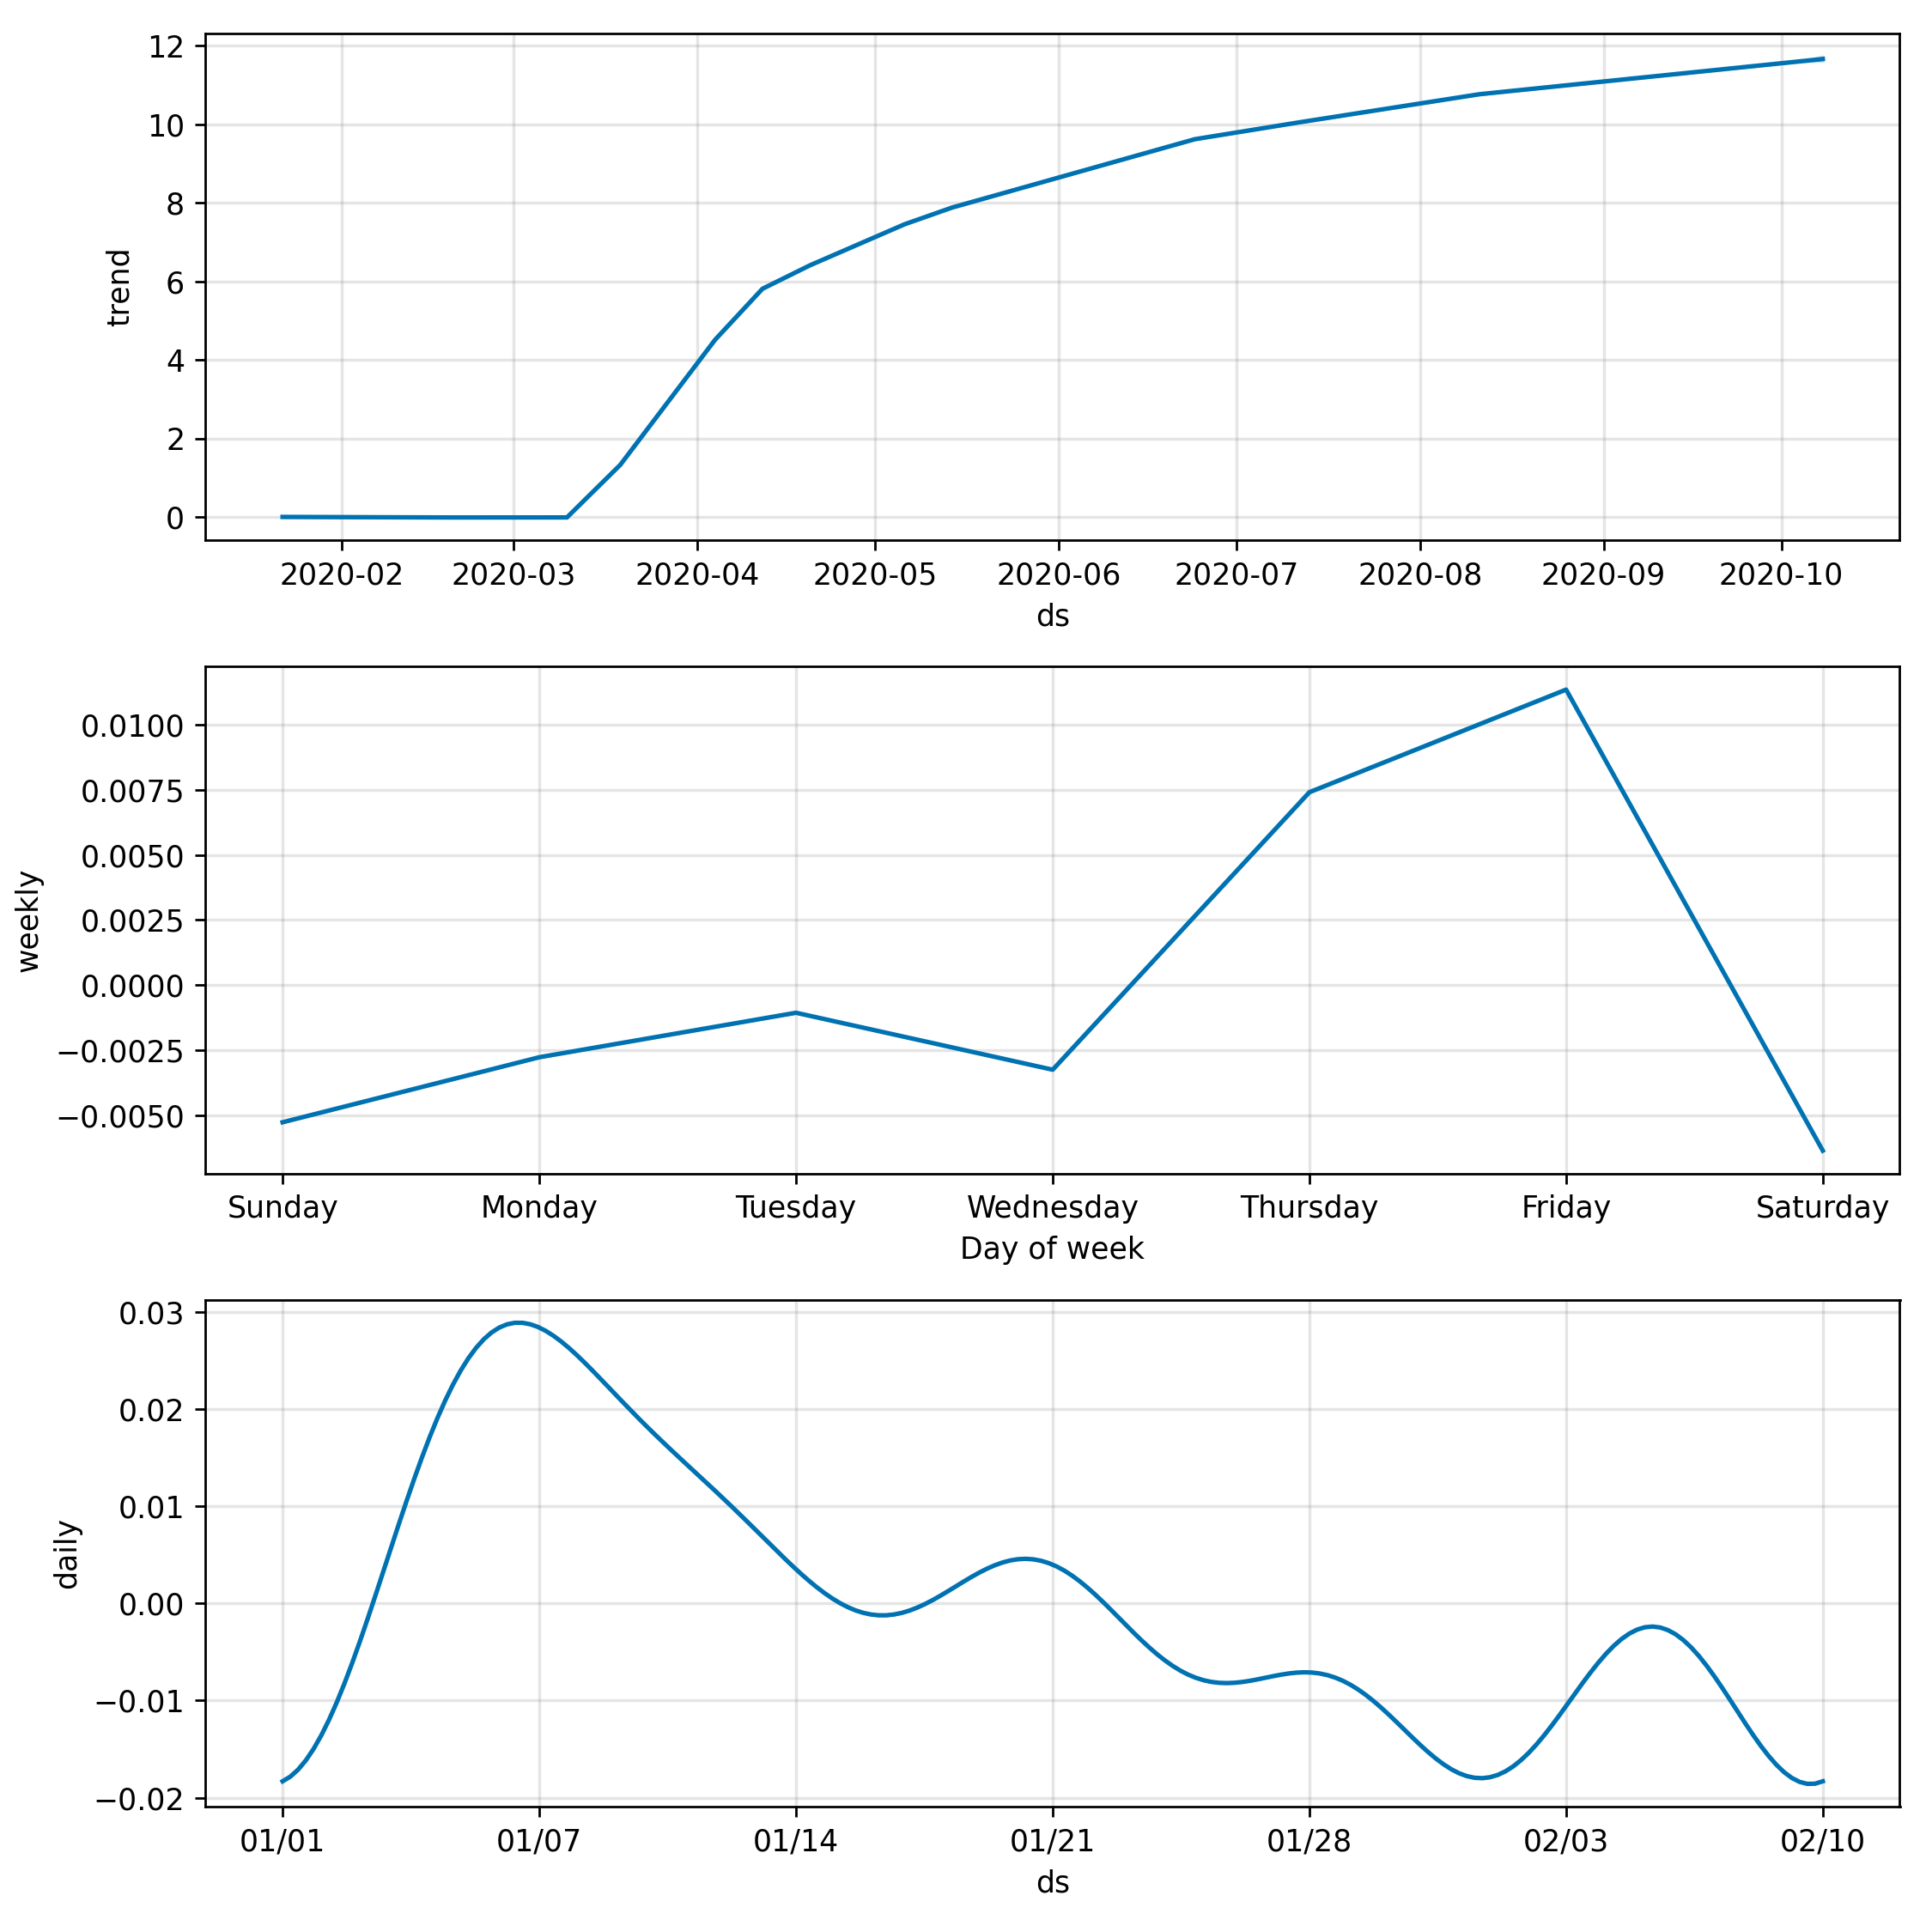 12
10
8
6
4
2
0
trend
2020-02 2020-03 2020-04 2020-05 2020-06 2020-07 2020-08 2020-09 2020-10
ds
0.0100
0.0075
0.0050
0.0025
0.0000
−0.0025
−0.0050
weekly
Sunday Monday Tuesday Wednesday Thursday Friday Saturday
Day of week
0.03
0.02
0.01
0.00
−0.01
−0.02
daily
01/01 01/07 01/14 01/21 01/28 02/03 02/10
ds